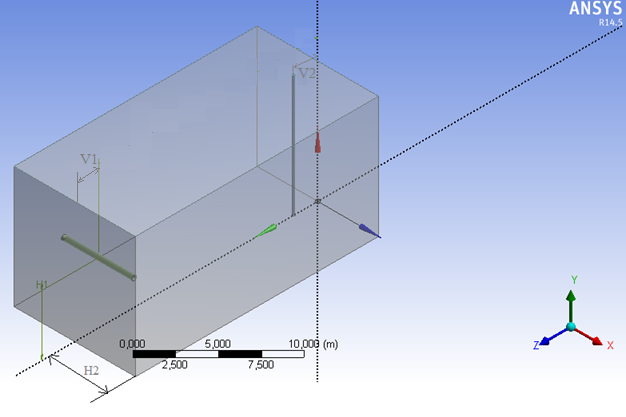 ANSYS
R14.5
V2
V1
H1
Y
X
Z
0,000 5,000 10,000 (m)
2,500 7,500
H2